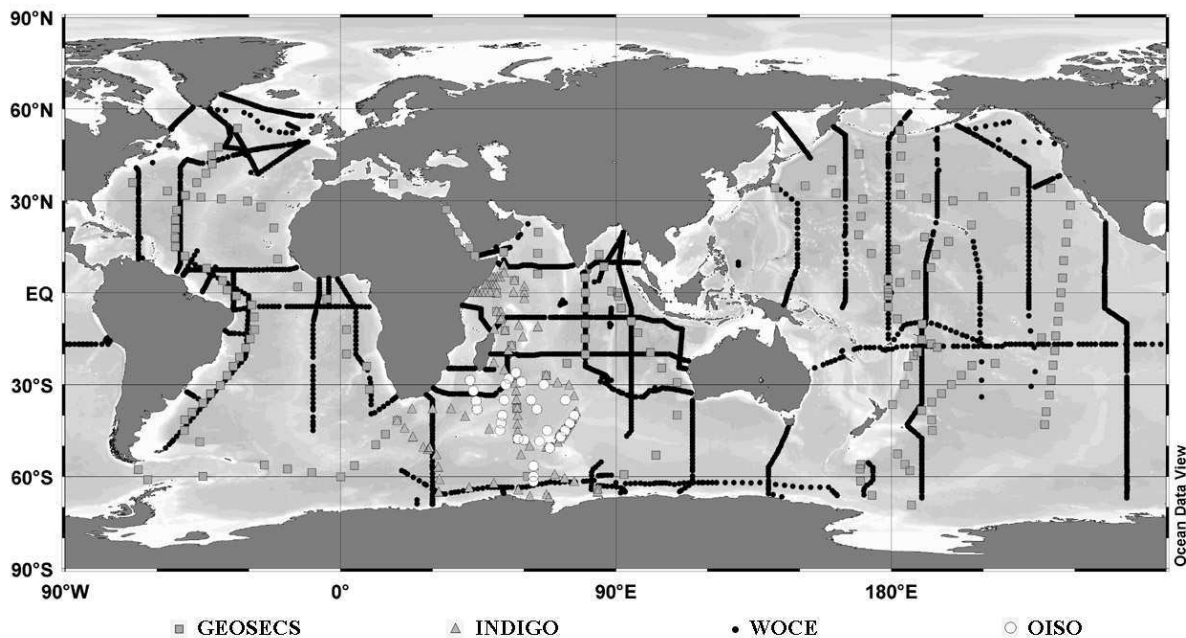 90°N
60°N
30°N
EQ
30°S
60°S
90°S
90°W 0° 90°E 180°E
Ocean Data View
GEOSECS INDIGO WOCE OISO